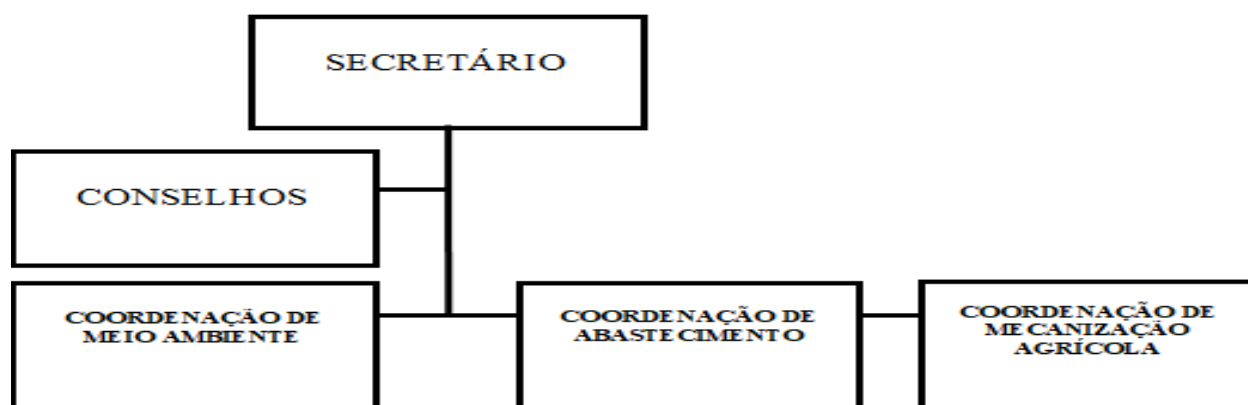 SECRETÁRIO
CONSELHOS
COORDENAÇÃO DE
MEIO AMBIENTE
COORDENAÇÃO DE
ABASTECIMENTO
COORDENAÇÃO DE
MECANIZAÇÃO
AGRÍCOLA